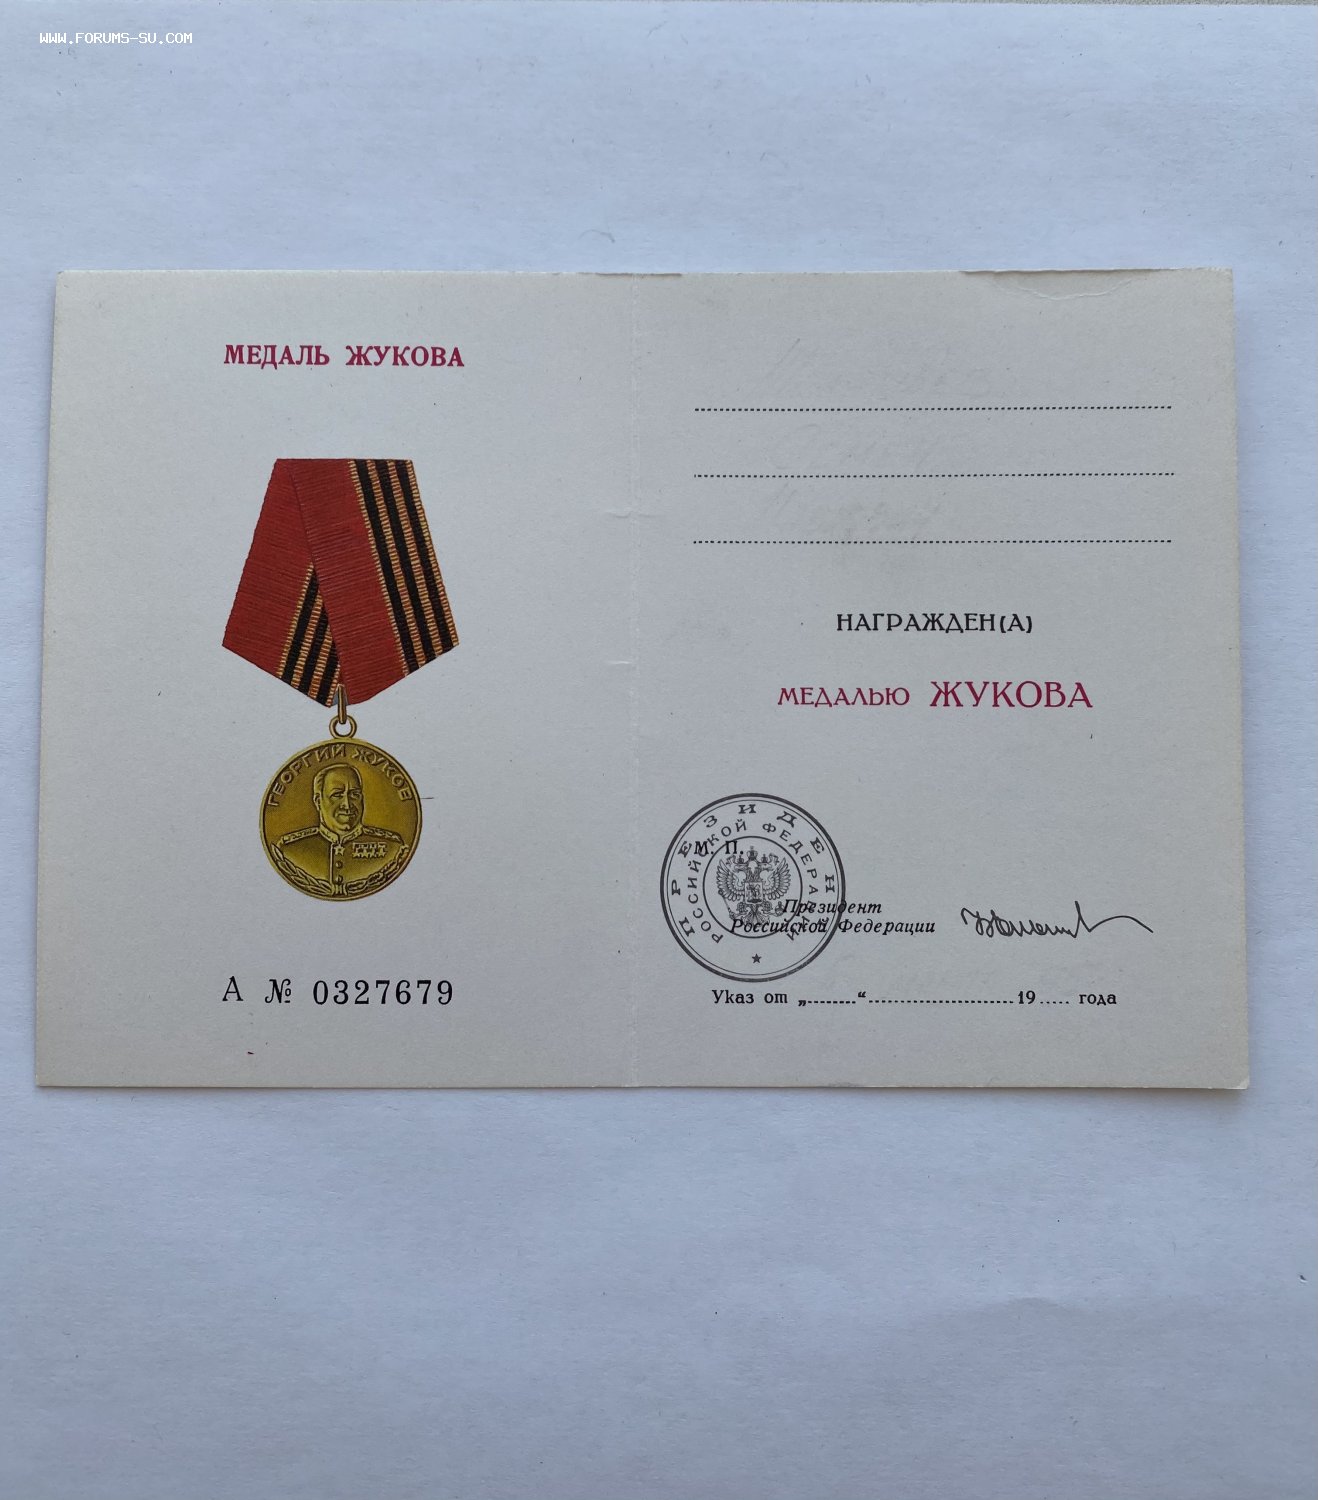 WWW.FORUMS-SU.COM
МЕДАЛЬ ЖУКОВА
ГЕОРГИЙ ЖУКОВ
А № 0327679
НАГРАЖДЕН(А)
МЕДАЛЬЮ ЖУКОВА
ПРЕЗИДЕНТ
РОССИЙСКОЙ ФЕДЕРАЦИИ
М. П.
Президент
Российской Федерации
Указ от „........“........................19..... года